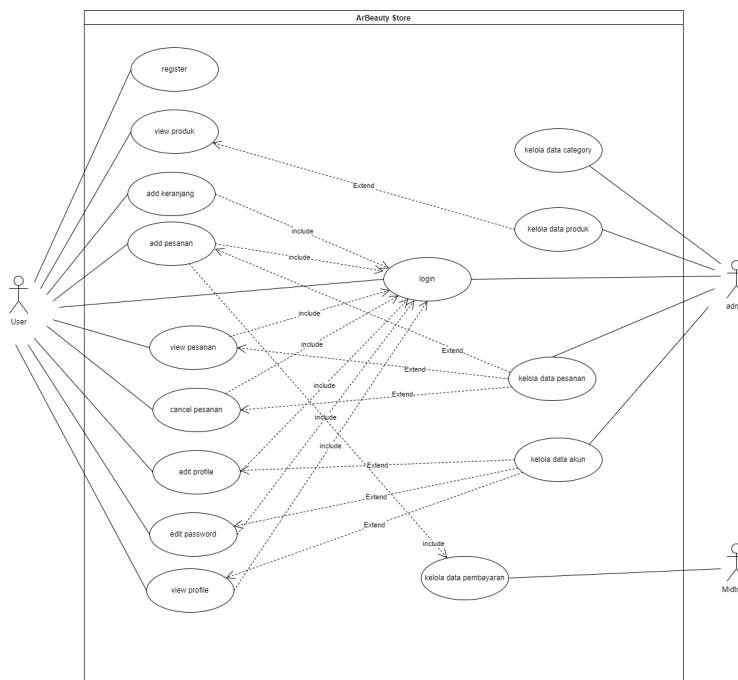 ArBeauty Store
register
view produk
kelola data category
Extend
add keranjang
kelola data produk
include
add pesanan
include
login
User
adm
include
view pesanan
include
Extend
Extend
kelola data pesanan
include
Extend
cancel pesanan
include
include
edit profile
Extend
kelola data akun
Extend
edit password
Extend
include
kelola data pembayaran
view profile
Midtr